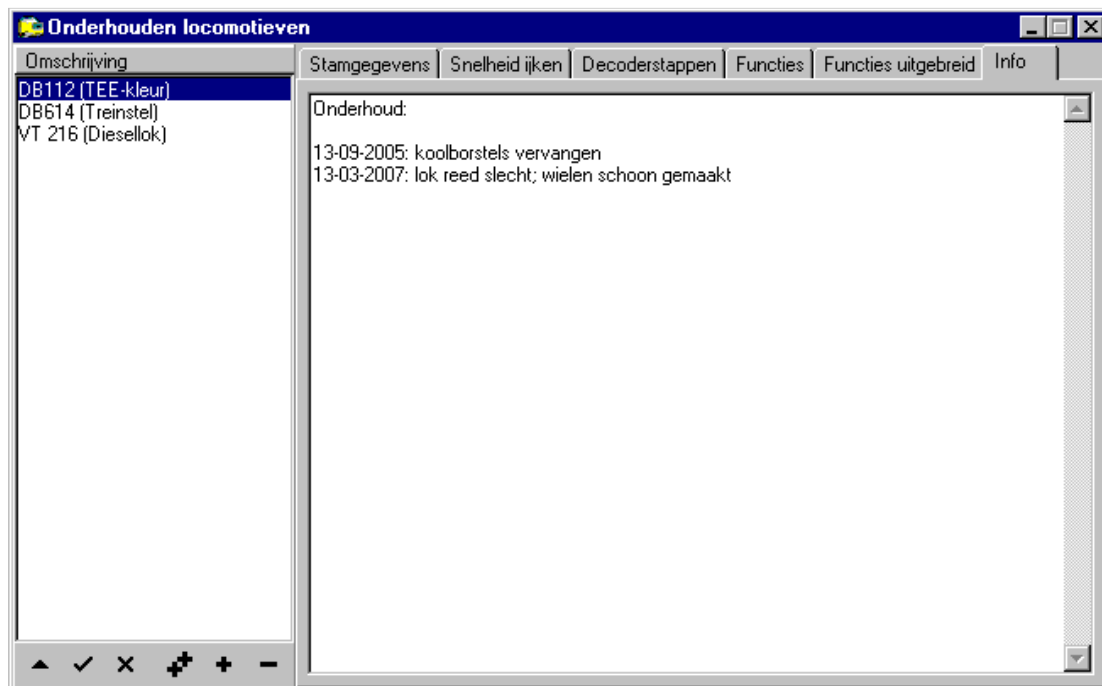 Onderhouden locomotieven
Omschrijving
DB112 (TEE-kleur)
DB614 (Treinstel)
VT 216 (Diesellok)
Stamgegevens
Snelheid ijken
Decoderstappen
Functies
Functies uitgebreid
Info
Onderhoud:
13-09-2005: koolborstels vervangen
13-03-2007: lok reed slecht; wielen schoon gemaakt